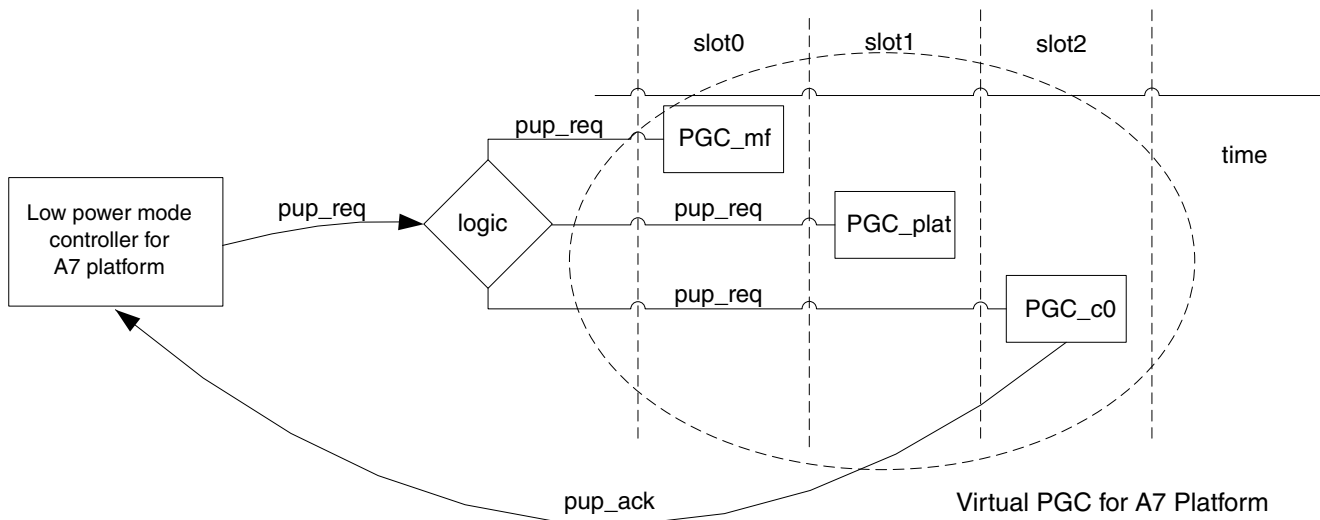 slot0
slot1
slot2
pup_req
PGC_mf
time
Low power mode
controller for
A7 platform
pup_req
logic
pup_req
PGC_plat
pup_req
PGC_c0
pup_ack
Virtual PGC for A7 Platform